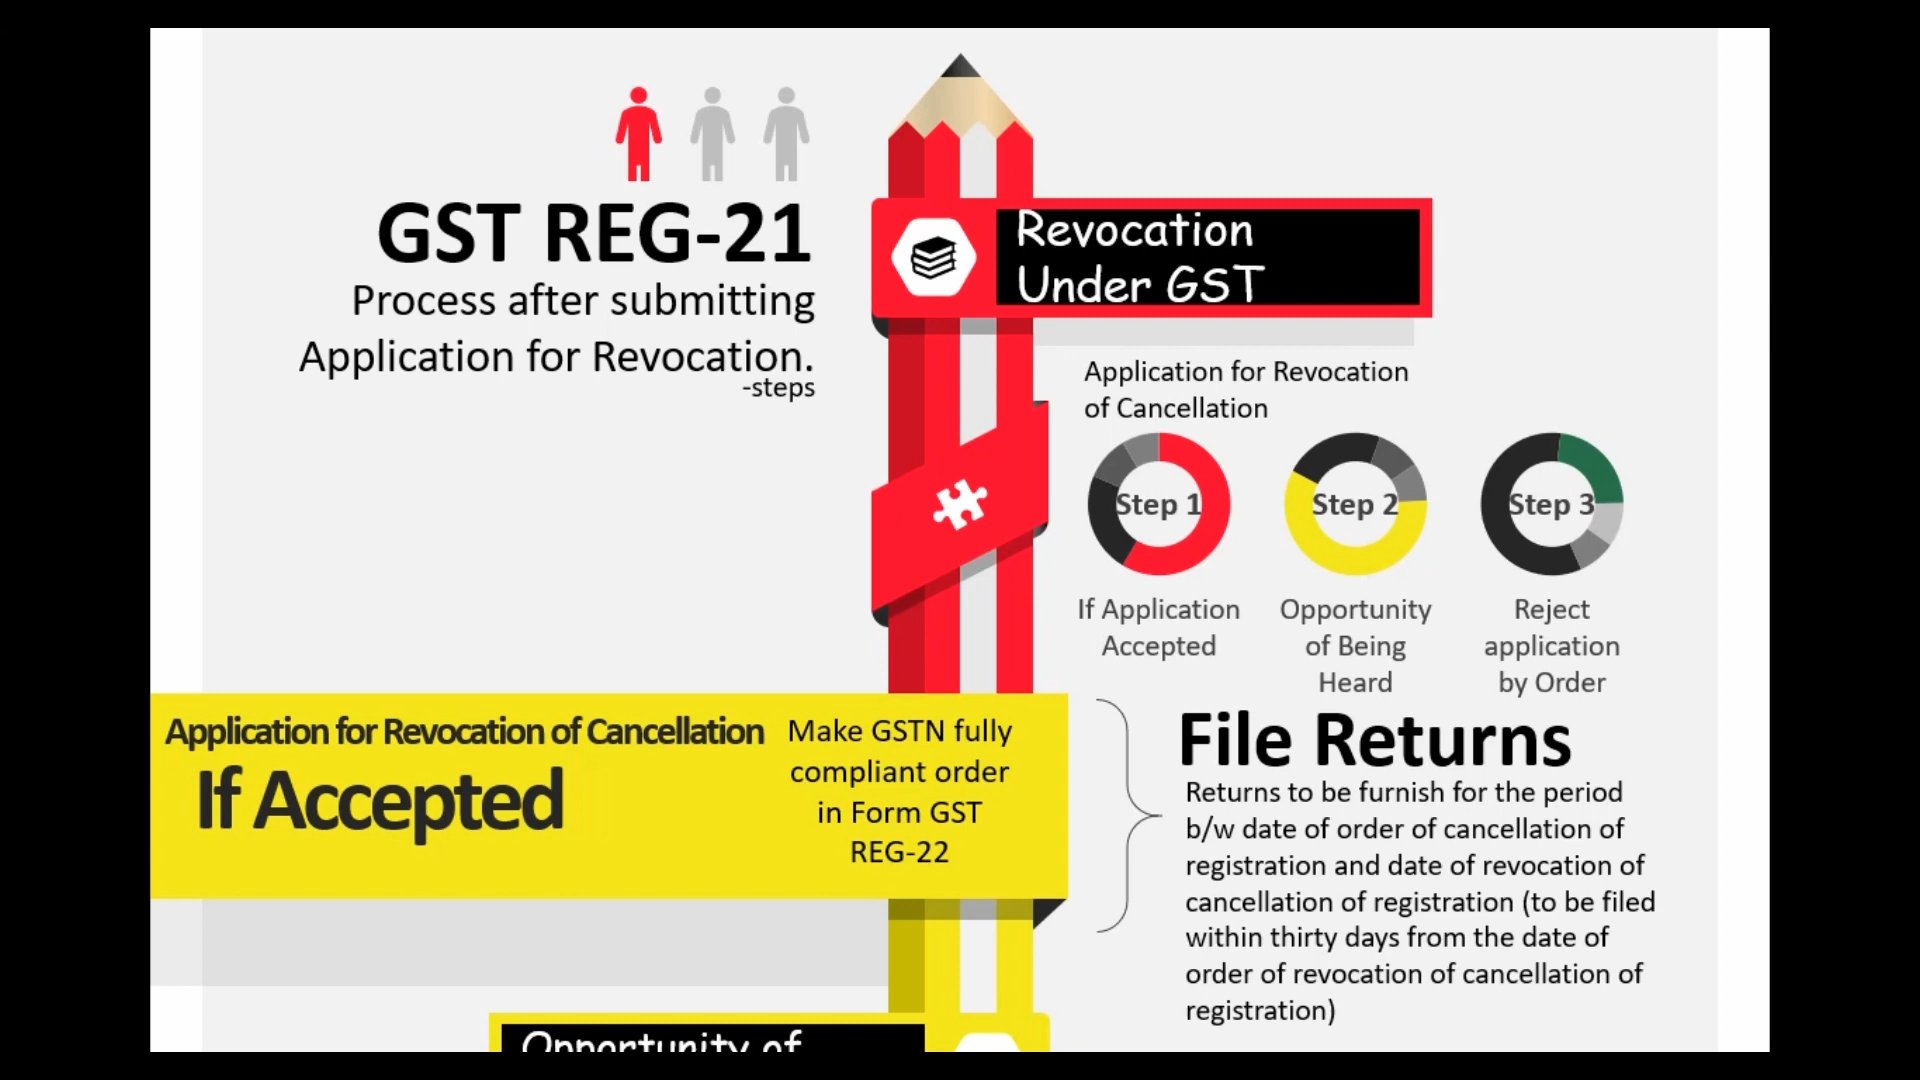 GST REG-21
Process after submitting
Application for Revocation.
-steps
Revocation
Under GST
Application for Revocation
of Cancellation
Step 1
Step 2
Step 3
If Application
Accepted
Opportunity
of Being
Heard
Reject
application
by Order
Application for Revocation of Cancellation
If Accepted
Make GSTN fully
compliant order
in Form GST
REG-22
File Returns
Returns to be furnish for the period
b/w date of order of cancellation of
registration and date of revocation of
cancellation of registration (to be filed
within thirty days from the date of
order of revocation of cancellation of
registration)
Opportunity of